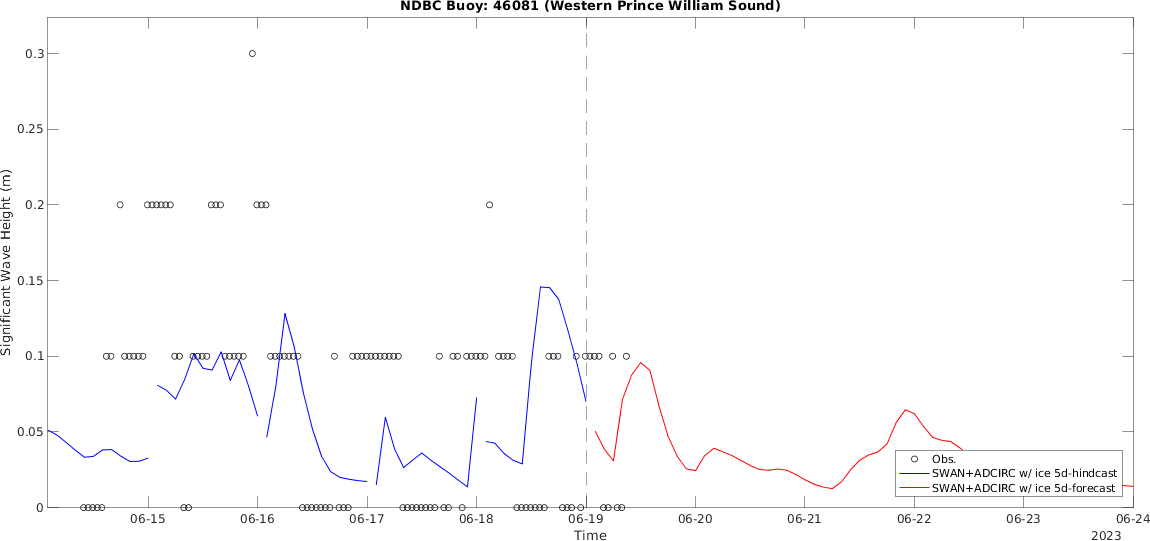 NDBC Buoy: 46081 (Western Prince William Sound)
Significant Wave Height (m)
0.3
0.25
0.2
0.15
0.1
0.05
0
06-15 06-16 06-17 06-18 06-19 06-20 06-21 06-22 06-23 06-24
Time
2023
Obs.
SWAN+ADCIRC w/ ice 5d-hindcast
SWAN+ADCIRC w/ ice 5d-forecast